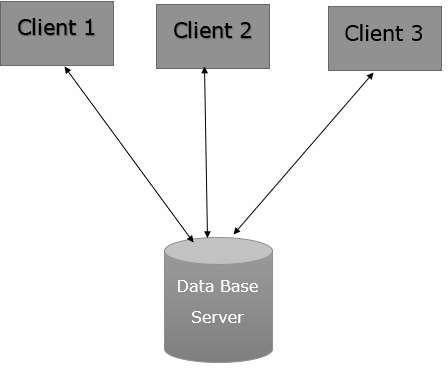 Client 1
Client 2
Client 3
Data Base
Server